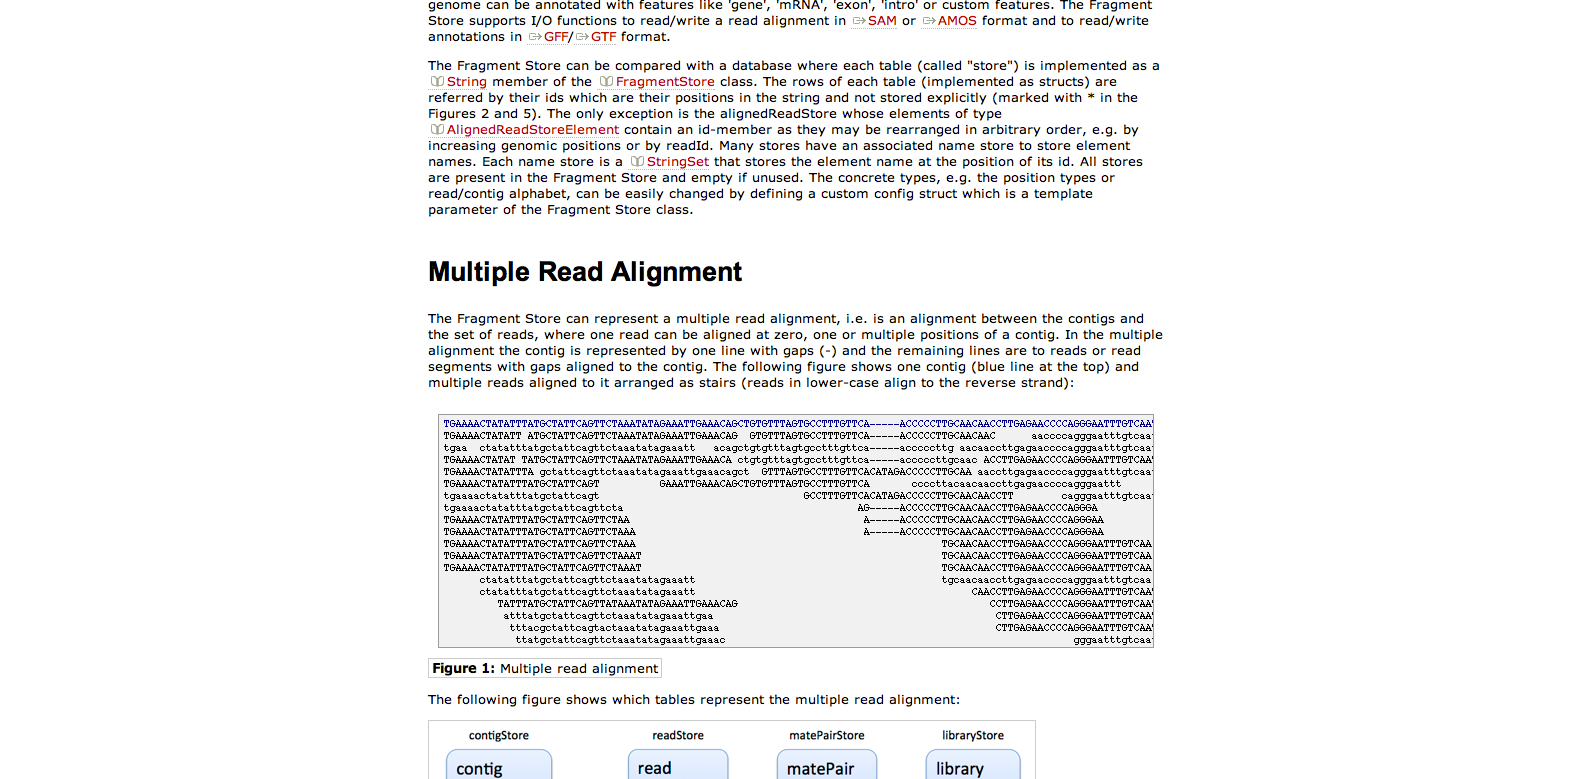 genome can be annotated with features like 'gene', 'mRNA', 'exon', 'intro' or custom features. The Fragment
Store supports I/O functions to read/write a read alignment in SAM or AMOS format and to read/write
annotations in GFF/ GTF format.
The Fragment Store can be compared with a database where each table (called "store") is implemented as a
String member of the FragmentStore class. The rows of each table (implemented as structs) are
referred by their ids which are their positions in the string and not stored explicitly (marked with * in the
Figures 2 and 5). The only exception is the alignedReadStore whose elements of type
AlignedReadStoreElement contain an id-member as they may be rearranged in arbitrary order, e.g. by
increasing genomic positions or by readId. Many stores have an associated name store to store element
names. Each name store is a StringSet that stores the element name at the position of its id. All stores
are present in the Fragment Store and empty if unused. The concrete types, e.g. the position types or
read/contig alphabet, can be easily changed by defining a custom config struct which is a template
parameter of the Fragment Store class.
Multiple Read Alignment
The Fragment Store can represent a multiple read alignment, i.e. is an alignment between the contigs and
the set of reads, where one read can be aligned at zero, one or multiple positions of a contig. In the multiple
alignment the contig is represented by one line with gaps (-) and the remaining lines are to reads or read
segments with gaps aligned to the contig. The following figure shows one contig (blue line at the top) and
multiple reads aligned to it arranged as stairs (reads in lower-case align to the reverse strand):
TGAAAACTATATTTATGCTATTCAGTTCTAAATATAGAAATTGAAACAGCTGTGTTTAGTGCCTTTGTTCA-----ACCCCCTTGCAACAACCTTGAGAACCCCAGGGAATTTGTCAA
TGAAAACTATATT ATGCTATTCAGTTCTAAATATAGAAATTGAAACAG GTGTTTAGTGCCTTTGTTCA-----ACCCCCTTGCAACAAC aaccccagggaatttgtcaa
tgaa ctatatttatgctattcagttctaaatatagaaatt acagctgtgtttagtgcctttgttca-----acccccttg aacaaccttgagaaccccagggaatttgtcaa
TGAAAACTATAT TATGCTATTCAGTTCTAAATATAGAAATTGAAACA ctgtgtttagtgcctttgttca-----acccccttgcaac ACCTTGAGAACCCCAGGGAATTTGTCAA
TGAAAACTATATTTA gctattcagttctaaatatagaaattgaaacagct GTTTAGTGCCTTTGTTCACATAGACCCCCTTGCAA aaccttgagaaccccagggaatttgtcaa
TGAAAACTATATTTATGCTATTCAGT GAAATTGAAACAGCTGTGTTTAGTGCCTTTGTTCA ccccttacaacaaccttgagaaccccagggaattt
tgaaaactatatttatgctattcagt GCCTTTGTTCACATAGACCCCCTTGCAACAACCTT cagggaatttgtcaa
tgaaaactatatttatgctattcagttcta AG-----ACCCCCTTGCAACAACCTTGAGAACCCCAGGGA
TGAAAACTATATTTATGCTATTCAGTTCTAA A-----ACCCCCTTGCAACAACCTTGAGAACCCCAGGGAA
TGAAAACTATATTTATGCTATTCAGTTCTAAA A-----ACCCCCTTGCAACAACCTTGAGAACCCCAGGGAA
TGAAAACTATATTTATGCTATTCAGTTCTAAA TGCAACAACCTTGAGAACCCCAGGGAATTTGTCAA
TGAAAACTATATTTATGCTATTCAGTTCTAAAT TGCAACAACCTTGAGAACCCCAGGGAATTTGTCAA
TGAAAACTATATTTATGCTATTCAGTTCTAAAT TGCAACAACCTTGAGAACCCCAGGGAATTTGTCAA
ctatatttatgctattcagttctaaatatagaaatt tgcaacaaccttgagaaccccagggaatttgtcaa
ctatatttatgctattcagttctaaatatagaaatt CAACCTTGAGAACCCCAGGGAATTTGTCAA
TATTTATGCTATTCAGTTATAAATATAGAAATTGAAACAG CCTTGAGAACCCCAGGGAATTTGTCAA
atttatgctattcagttctaaatatagaaattgaa CTTGAGAACCCCAGGGAATTTGTCAA
tttacgctattcagtactaaatatagaaattgaaa CTTGAGAACCCCAGGGAATTTGTCAA
ttatgctattcagttctaaatatagaaattgaaac gggaatttgtcaa
Figure 1: Multiple read alignment
The following figure shows which tables represent the multiple read alignment:
contigStore readStore matePairStore libraryStore
contig read matePair library